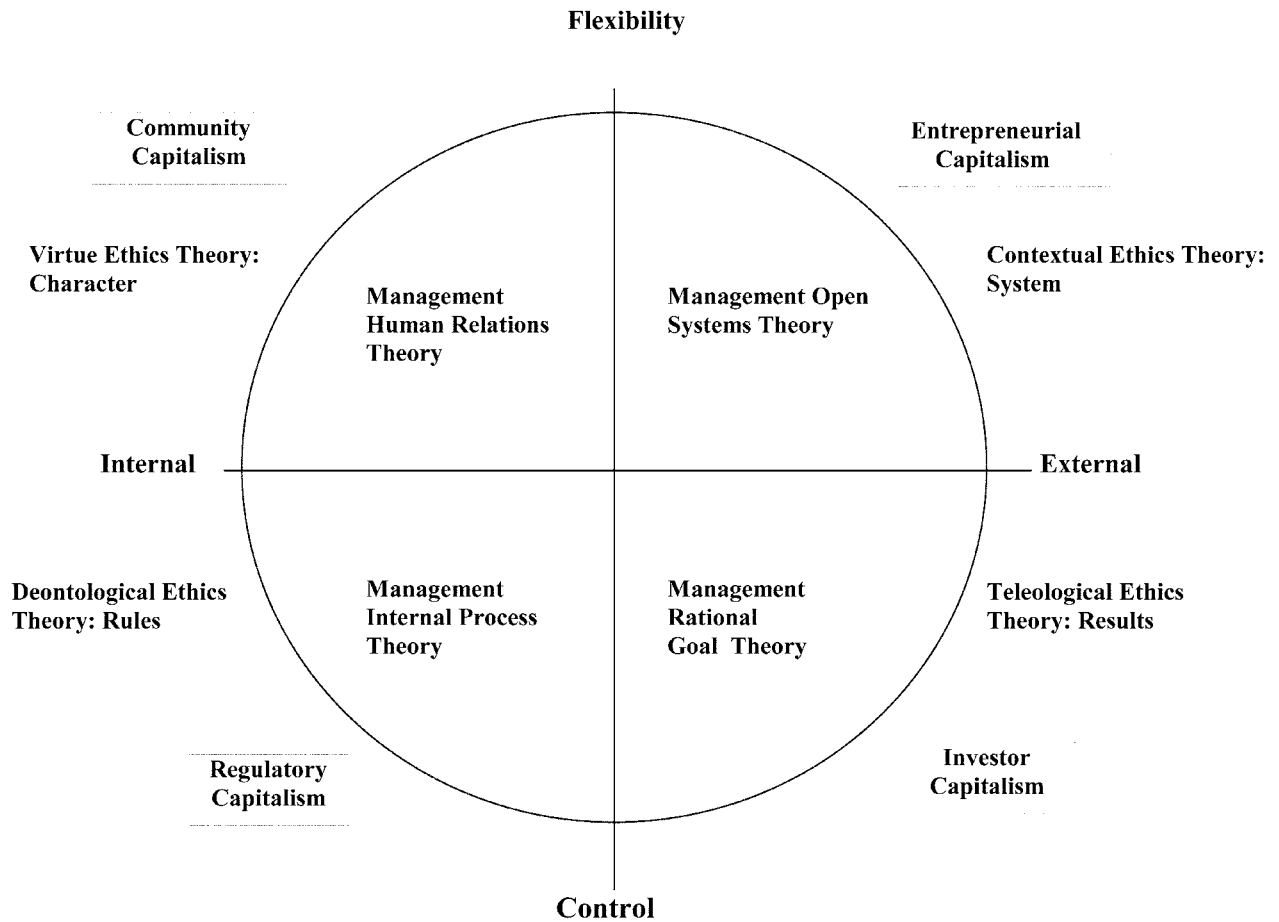 Flexibility
Community
Capitalism
Entrepreneurial
Capitalism
Virtue Ethics Theory:
Character
Contextual Ethics Theory:
System
Management
Human Relations
Theory
Management Open
Systems Theory
Internal
External
Deontological Ethics
Theory: Rules
Management
Internal Process
Theory
Management
Rational
Goal Theory
Teleological Ethics
Theory: Results
Regulatory
Capitalism
Investor
Capitalism
Control